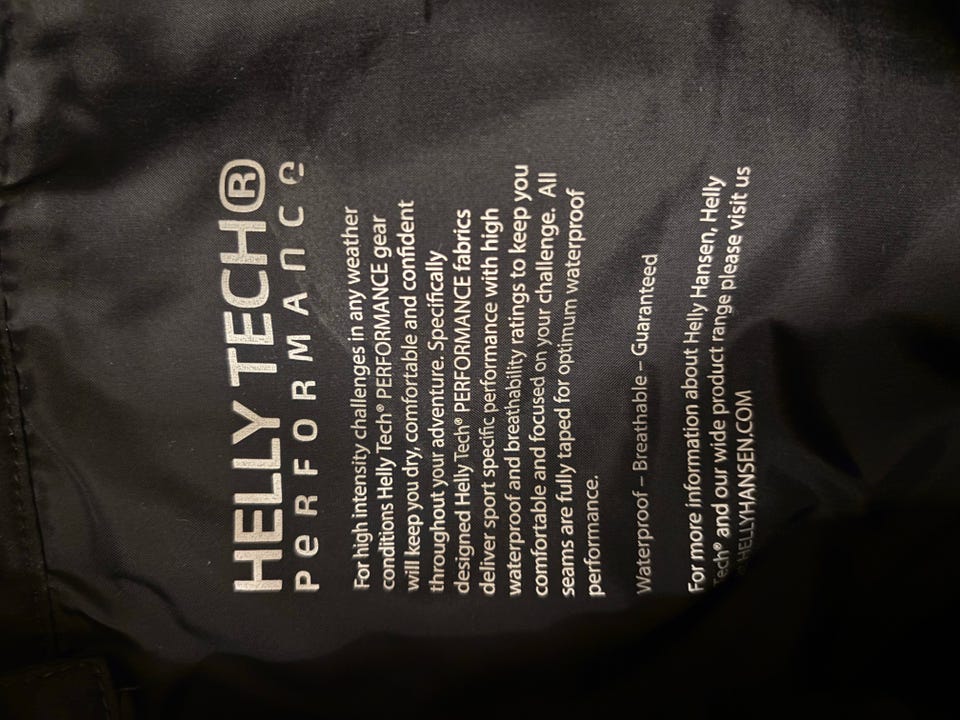 HELLY TECH®
PeRFORMAnCe
For high intensity challenges in any weather
conditions Helly Tech® PERFORMANCE gear
will keep you dry, comfortable and confident
throughout your adventure. Specifically
designed Helly Tech® PERFORMANCE fabrics
deliver sport specific performance with high
waterproof and breathability ratings to keep you
comfortable and focused on your challenge. All
seams are fully taped for optimum waterproof
performance.
Waterproof – Breathable – Guaranteed
For more information about Helly Hansen, Helly
Tech® and our wide product range please visit us
@HELLYHANSEN.COM